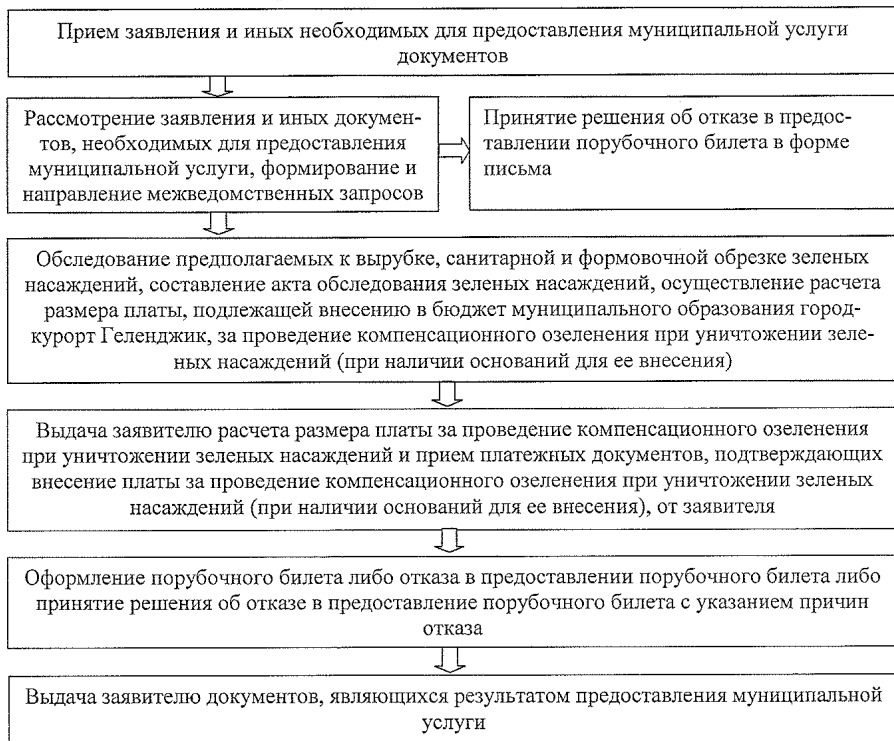 Прием заявления и иных необходимых для предоставления муниципальной услуги
документов
Рассмотрение заявления и иных докумен-
тов, необходимых для предоставления
муниципальной услуги, формирование и
направление межведомственных запросов
Принятие решения об отказе в предос-
тавлении порубочного билета в форме
письма
Обследование предполагаемых к вырубке, санитарной и формовочной обрезке зеленых
насаждений, составление акта обследования зеленых насаждений, осуществление расчета
размера платы, подлежащей внесению в бюджет муниципального образования город-
курорт Геленджик, за проведение компенсационного озеленения при уничтожении зеле-
ных насаждений (при наличии оснований для ее внесения)
Выдача заявителю расчета размера платы за проведение компенсационного озеленения
при уничтожении зеленых насаждений и прием платежных документов, подтверждающих
внесение платы за проведение компенсационного озеленения при уничтожении зеленых
насаждений (при наличии оснований для ее внесения), от заявителя
Оформление порубочного билета либо отказа в предоставлении порубочного билета либо
принятие решения об отказе в предоставление порубочного билета с указанием причин
отказа
Выдача заявителю документов, являющихся результатом предоставления муниципальной
услуги